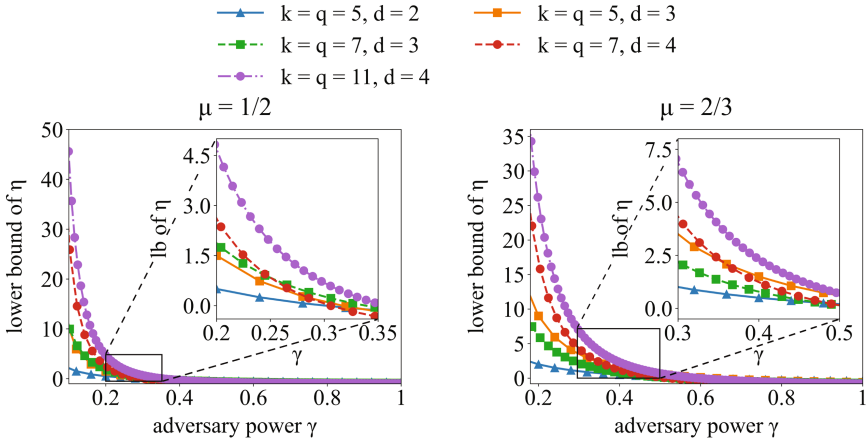 k = q = 5, d = 2
k = q = 5, d = 3
k = q = 7, d = 3
k = q = 7, d = 4
k = q = 11, d = 4
μ = 1/2
50
40
30
20
10
0
0.2
0.4
0.6
0.8
1
lower bound of η
adversary power γ
4.5
3.0
1.5
0.0
0.2
0.25
0.3
0.35
lb of η
γ
μ = 2/3
35
30
25
20
15
10
5
0
0.2
0.4
0.6
0.8
1
lower bound of η
adversary power γ
7.5
5.0
2.5
0.0
0.3
0.4
0.5
lb of η
γ